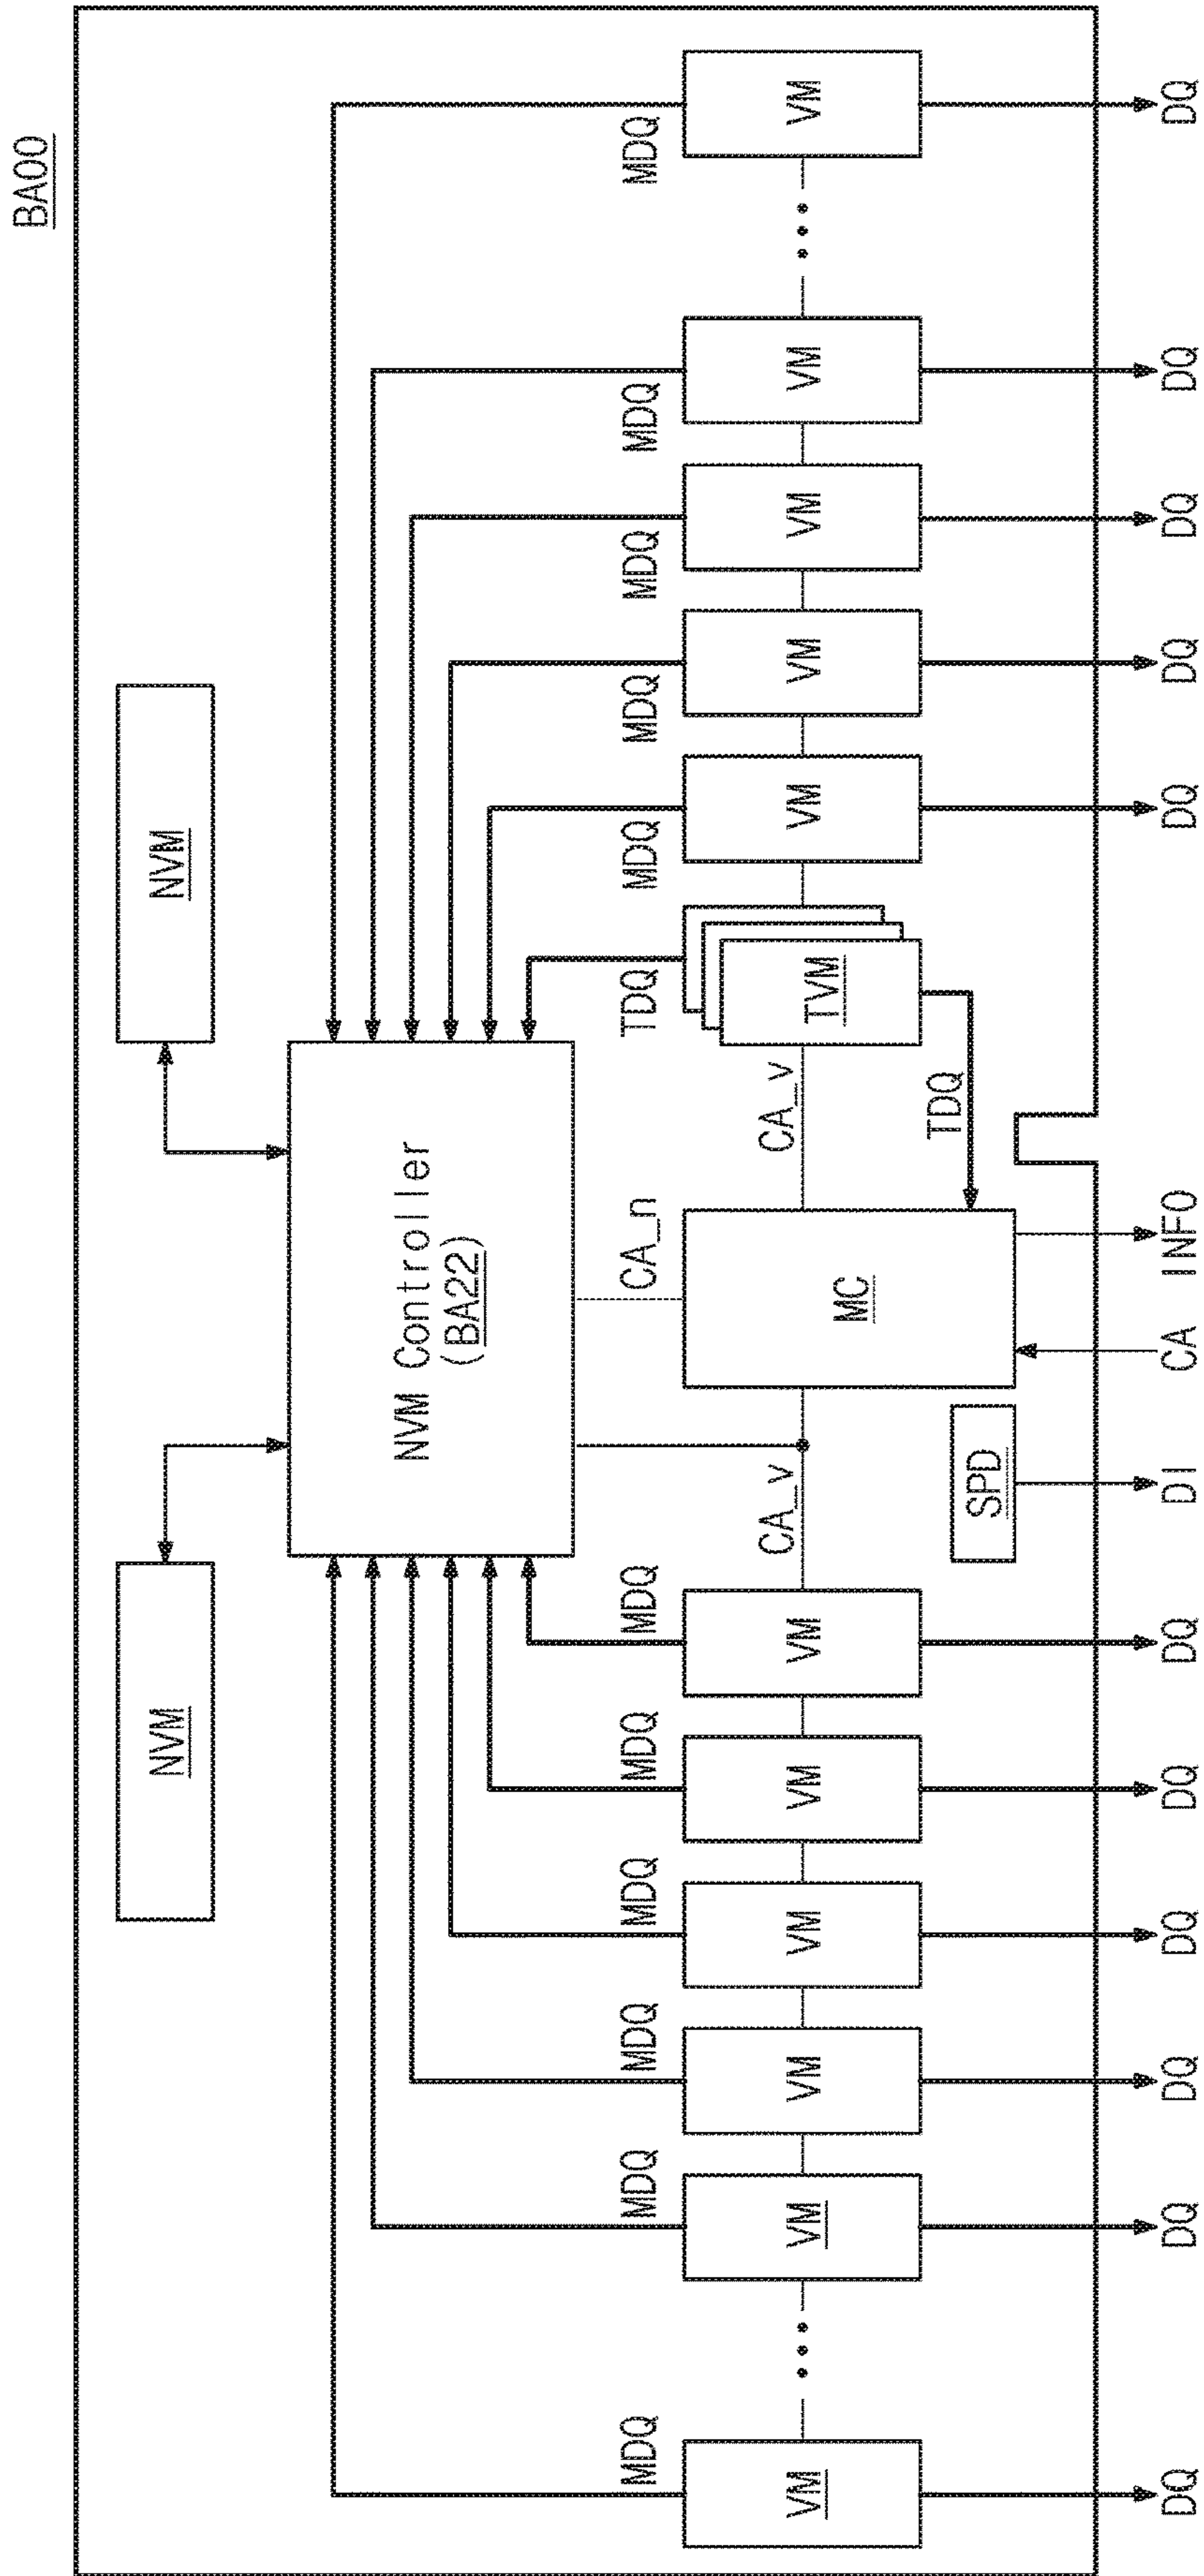 BA00
NVM
NVM
NVM Controller
(BA22)
MDQ
MDQ
MDQ
MDQ
MDQ
MDQ
CA_n
TDQ
MDQ
MDQ
MDQ
MDQ
MDQ
CA_v
CA_v
VM
VM
VM
VM
VM
VM
MC
TVM
VM
VM
VM
VM
VM
SPD
TDQ
DQ
DQ
DQ
DQ
DQ
DQ
DI
CA
INFO
DQ
DQ
DQ
DQ
DQ